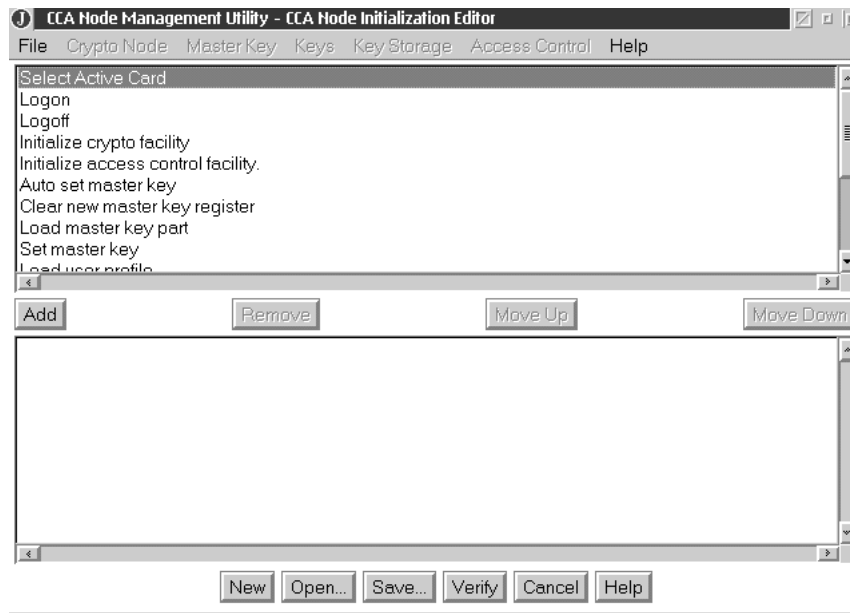 CCA Node Management Utility - CCA Node Initialization Editor
File Crypto Node Master Key Keys Key Storage Access Control Help
Select Active Card
Logon
Logoff
Initialize crypto facility
Initialize access control facility.
Auto set master key
Clear new master key register
Load master key part
Set master key
Load user profile
Add Remove Move Up Move Down
New Open... Save... Verify Cancel Help